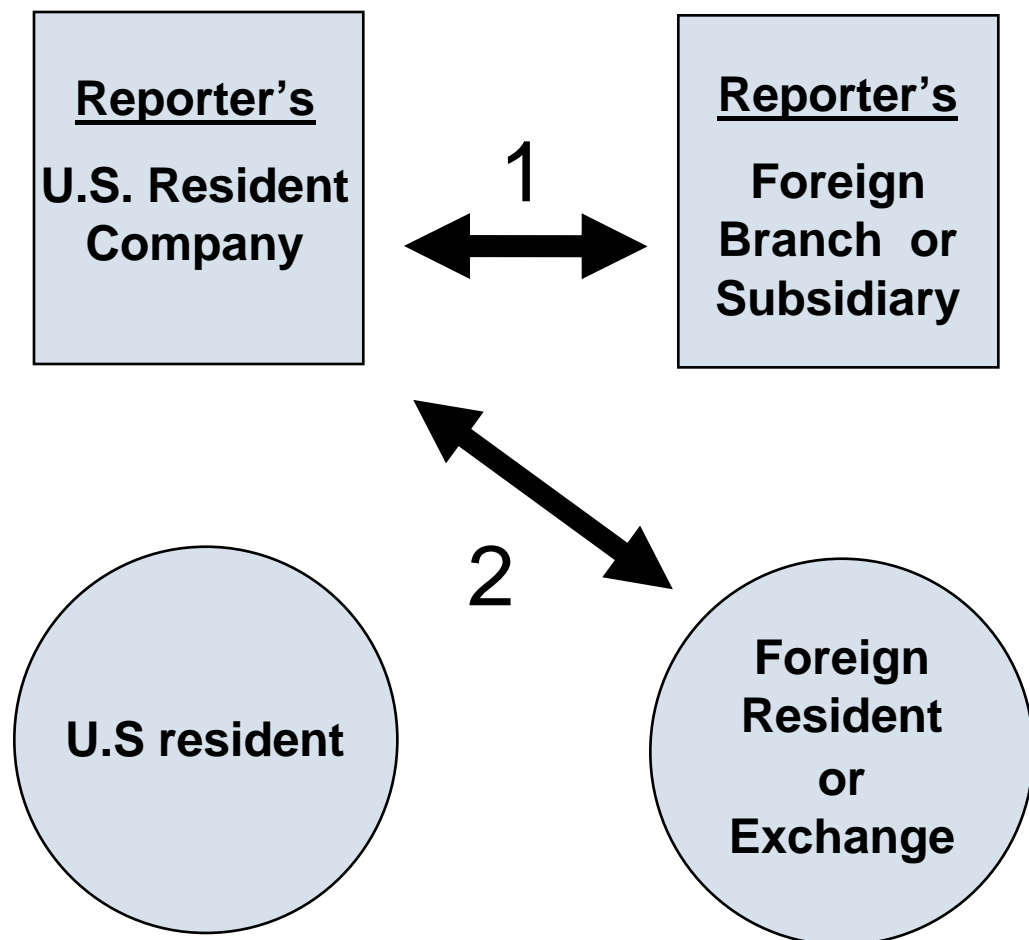 Reporter’s
U.S. Resident
Company
1
Reporter’s
Foreign
Branch or
Subsidiary
2
U.S resident
Foreign
Resident
or
Exchange